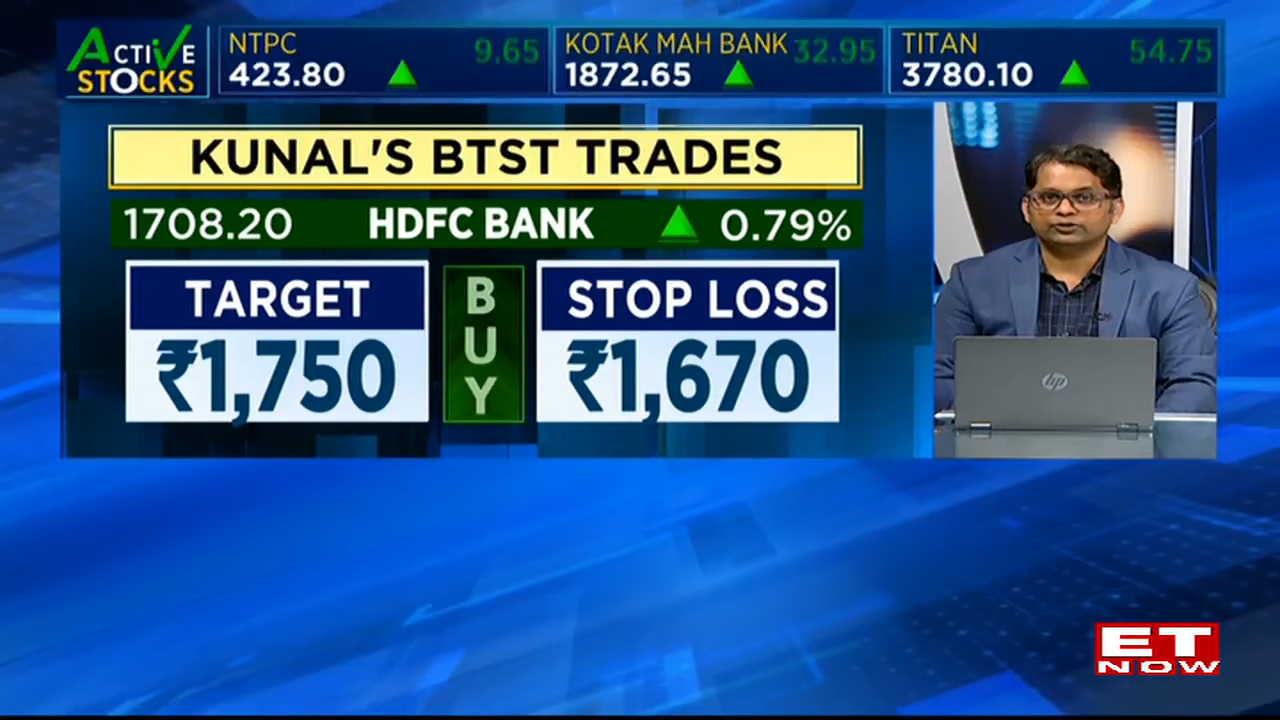 ACTIVE STOCKS
NTPC 9.65
423.80
KOTAK MAH BANK 32.95
1872.65
TITAN 54.75
3780.10
KUNAL'S BTST TRADES
1708.20 HDFC BANK 0.79%
TARGET
₹1,750
BUY
STOP LOSS
₹1,670
hp
ET
NOW